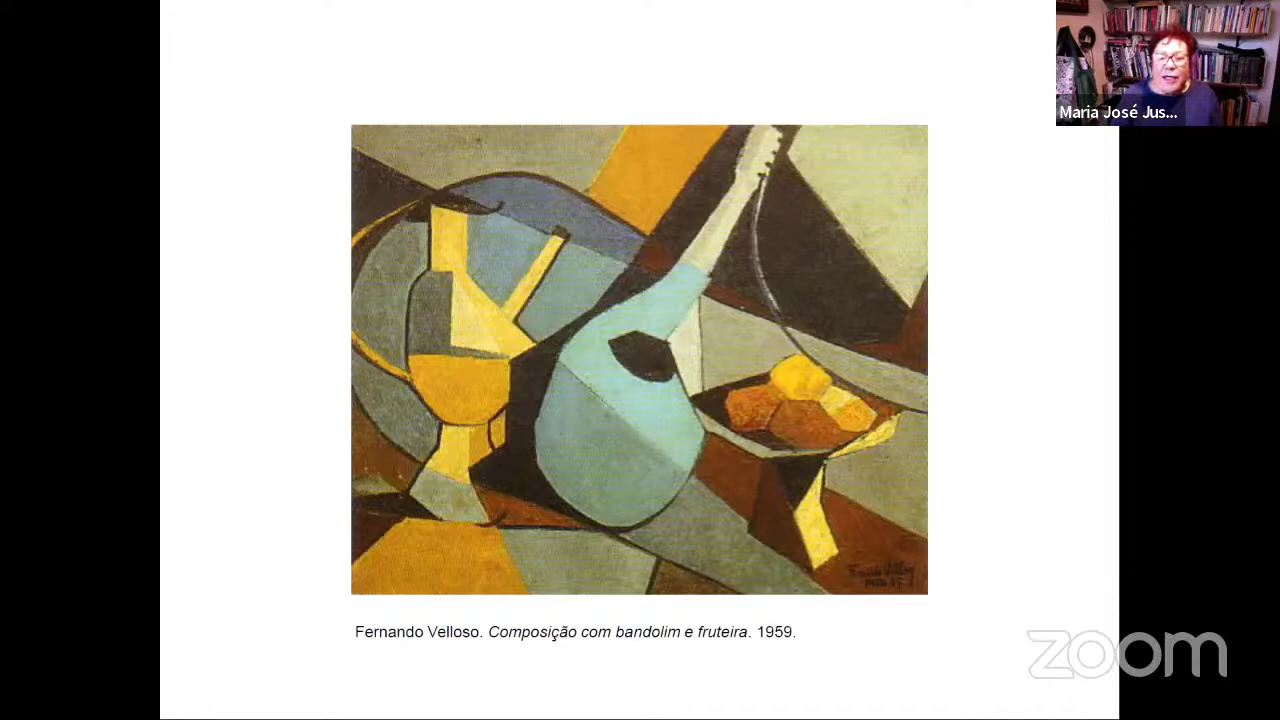 Maria José Jus...
Fernando Velloso. Composição com bandolim e fruteira. 1959.
zoom